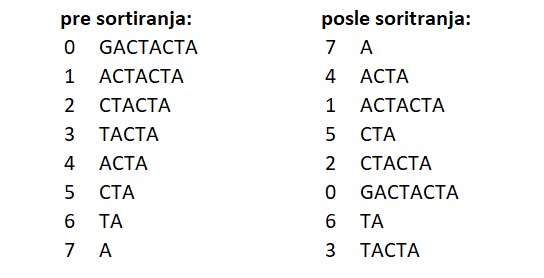 pre sortiranja:
0 GACTACTA
1 ACTACTA
2 CTACTA
3 TACTA
4 ACTA
5 CTA
6 TA
7 A
posle soritranja:
7 A
4 ACTA
1 ACTACTA
5 CTA
2 CTACTA
0 GACTACTA
6 TA
3 TACTA